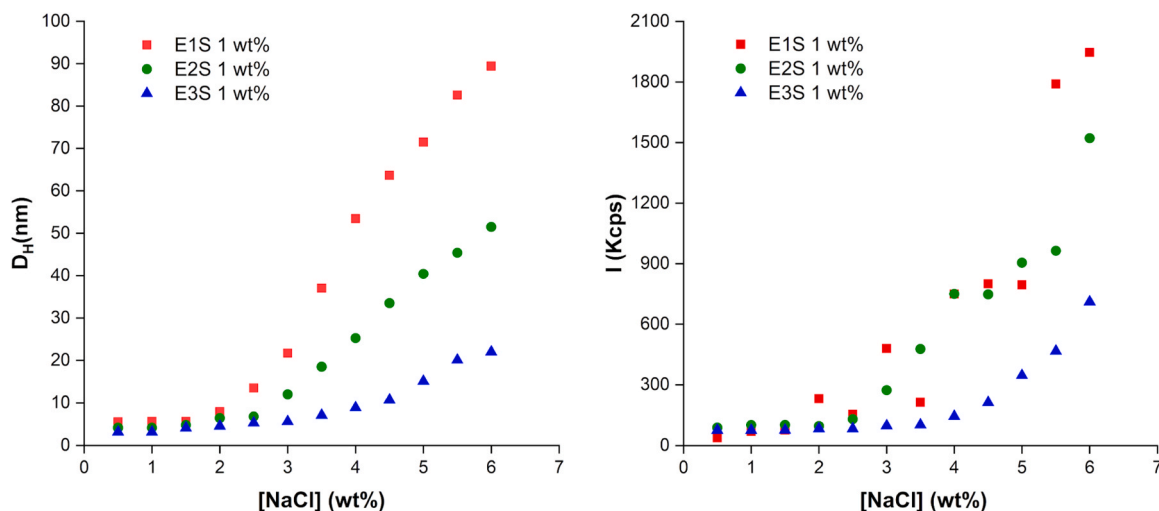 100
90
80
70
60
50
40
30
20
10
0
D_H(nm)
E1S 1 wt%
E2S 1 wt%
E3S 1 wt%
0 1 2 3 4 5 6 7
[NaCl] (wt%)
2100
1800
1500
1200
900
600
300
0
I (Kcps)
E1S 1 wt%
E2S 1 wt%
E3S 1 wt%
0 1 2 3 4 5 6 7
[NaCl] (wt%)